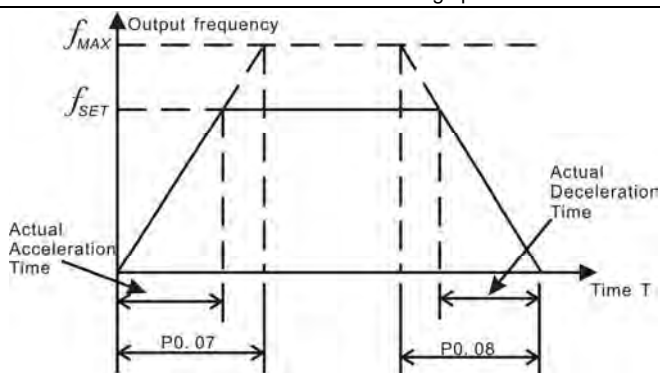 Output frequency
fMAX
fSET
Actual
Deceleration
Time
Actual
Acceleration
Time
Time T
P0. 07
P0. 08